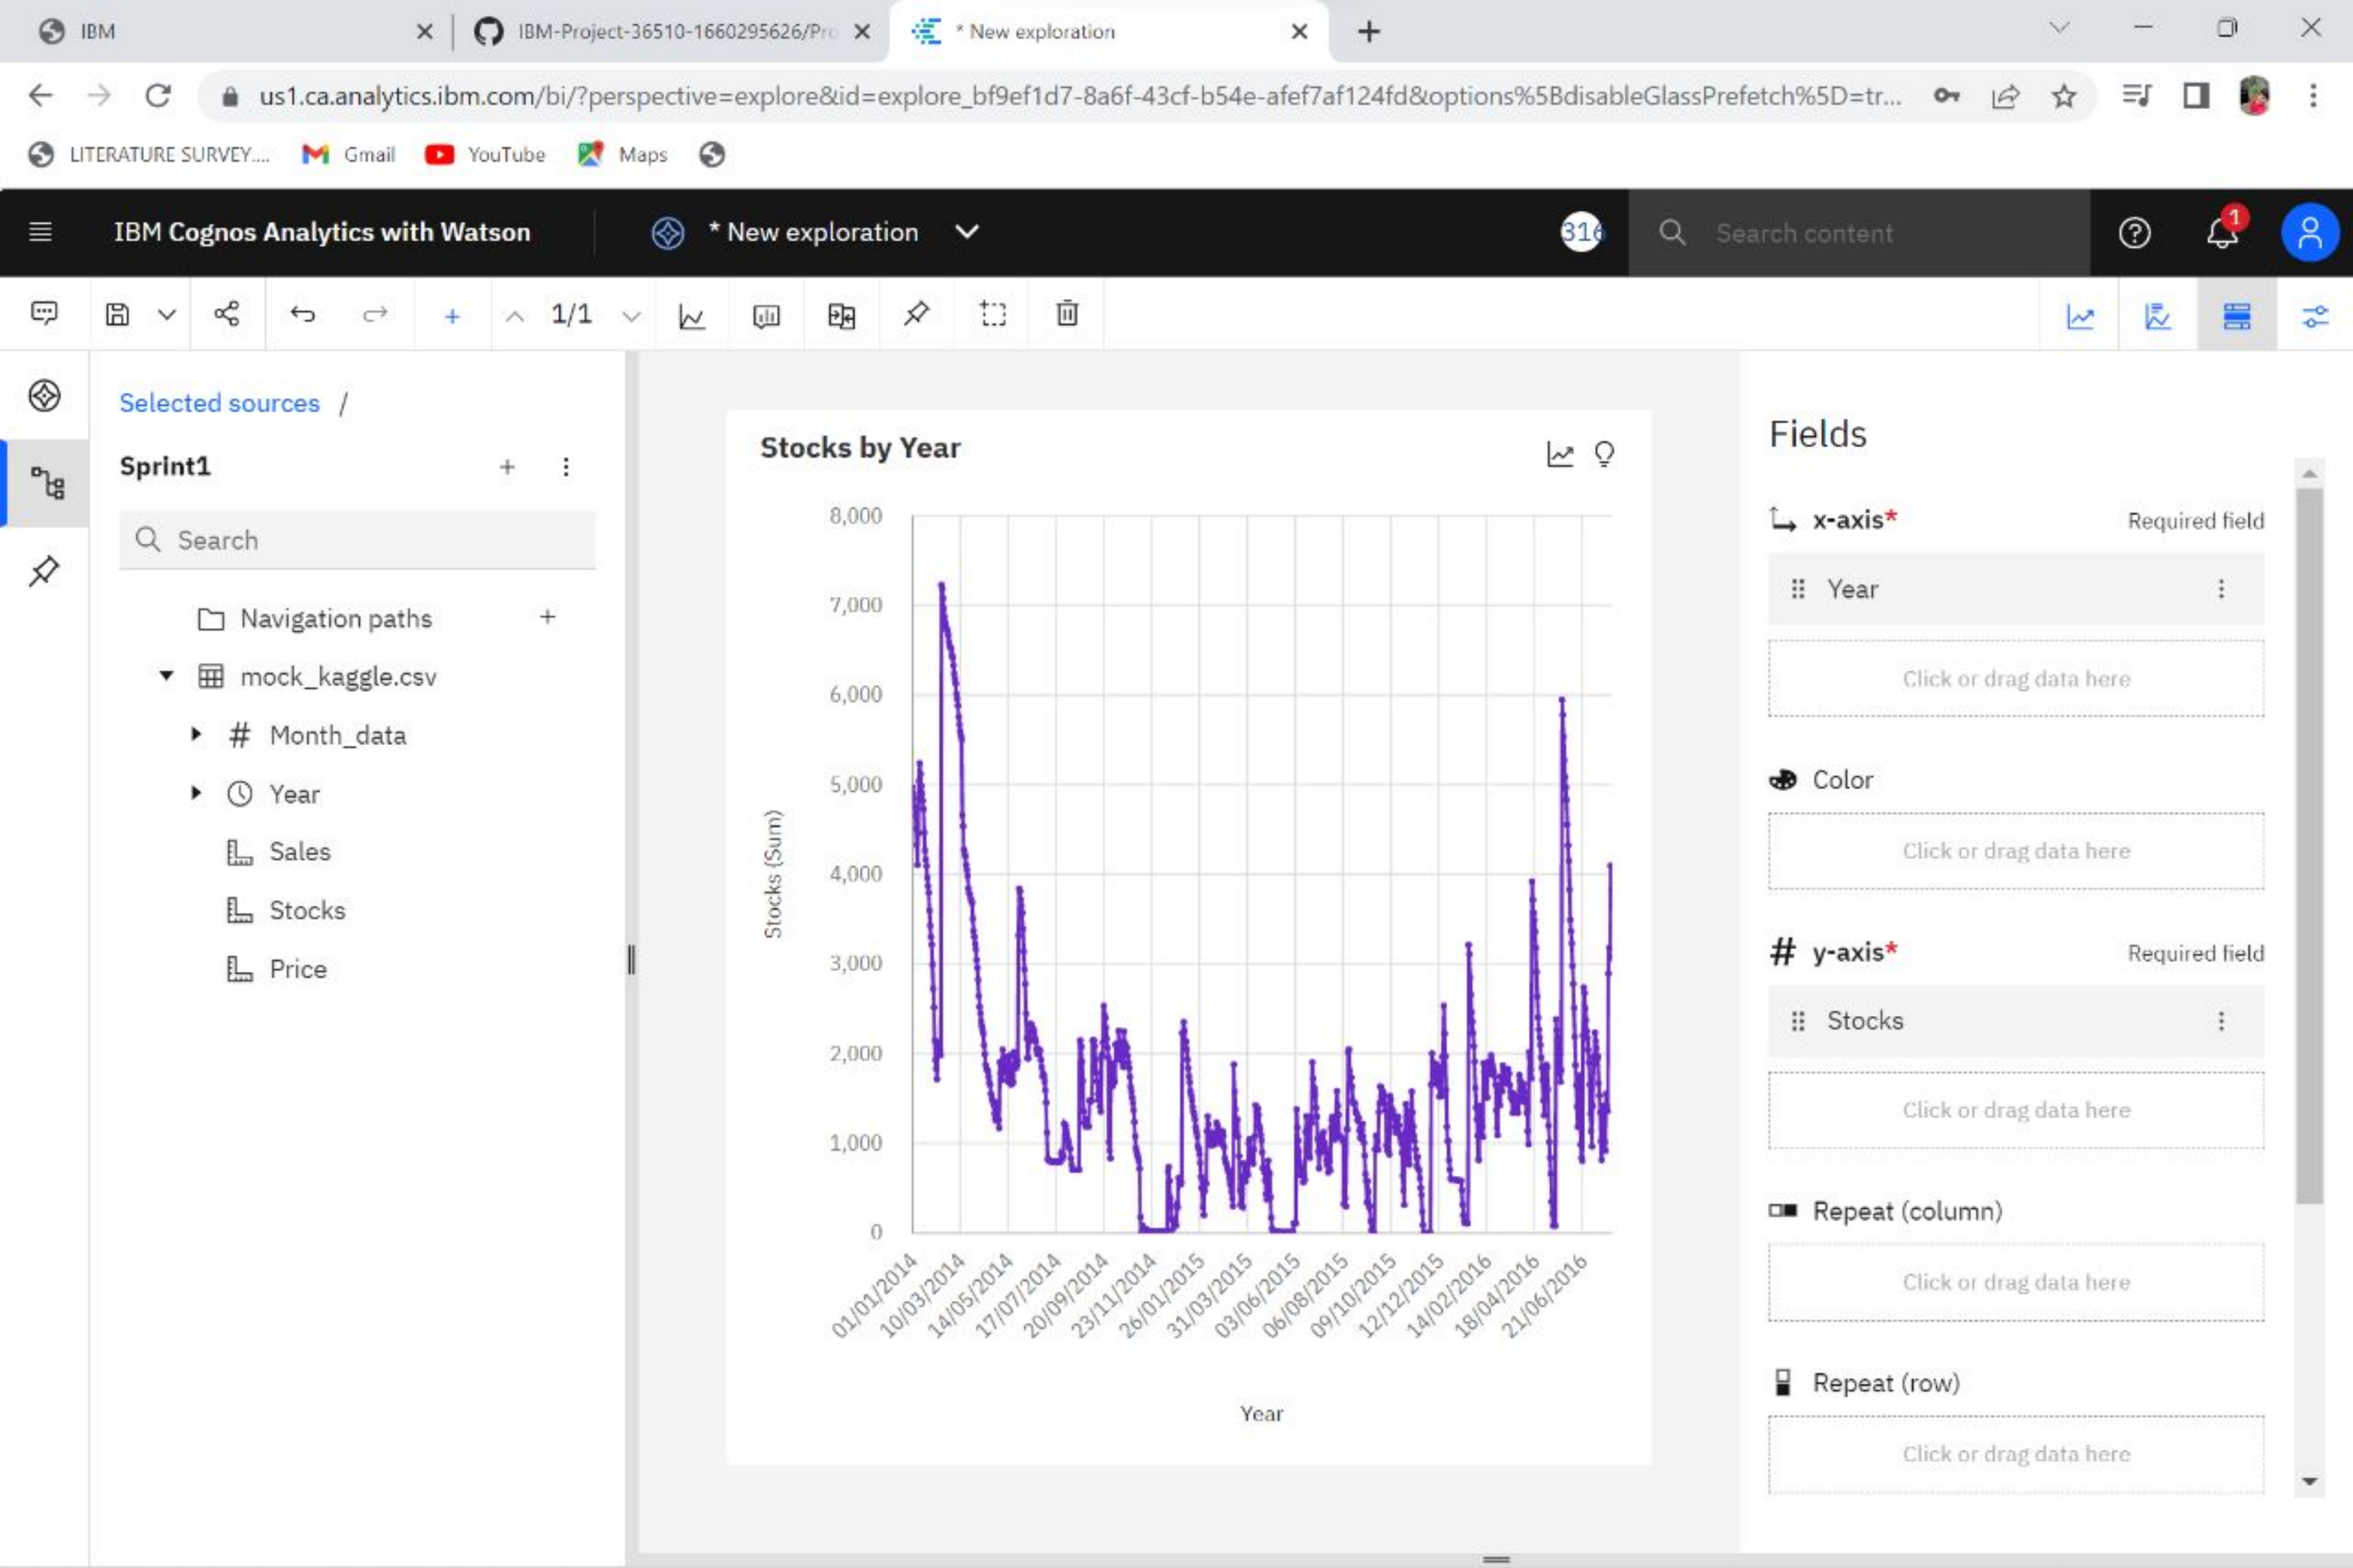 IBM
IBM-Project-36510-1660295626/Pro
* New exploration
us1.ca.analytics.ibm.com/bi/?perspective=explore&id=explore_bf9ef1d7-8a6f-43cf-b54e-afef7af124fd&options%5BdisableGlassPrefetch%5D=tr...
LITERATURE SURVEY....
Gmail
YouTube
Maps
IBM Cognos Analytics with Watson
* New exploration
316
Search content
1
1/1
Selected sources /
Sprint1
Search
Navigation paths
mock_kaggle.csv
# Month_data
Year
Sales
Stocks
Price
Stocks by Year
8,000
7,000
6,000
5,000
4,000
3,000
2,000
1,000
0
Stocks (Sum)
01/01/2014
10/03/2014
14/05/2014
17/07/2014
20/09/2014
23/11/2014
26/01/2015
31/03/2015
03/06/2015
06/08/2015
09/10/2015
12/12/2015
14/02/2016
18/04/2016
21/06/2016
Year
Fields
x-axis* Required field
Year
Click or drag data here
Color
Click or drag data here
# y-axis* Required field
Stocks
Click or drag data here
Repeat (column)
Click or drag data here
Repeat (row)
Click or drag data here